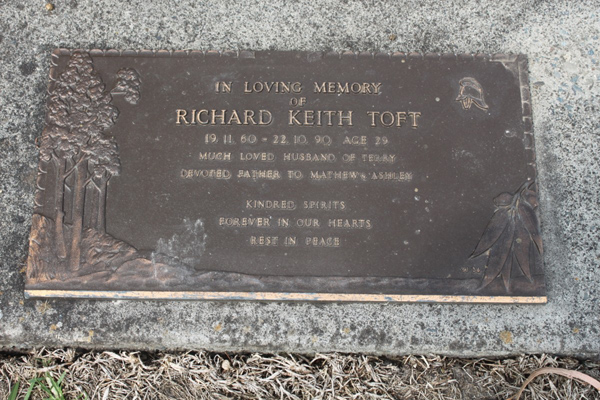 IN LOVING MEMORY
OF
RICHARD KEITH TOFT
19.11.60 - 22.10.90 AGE 29
MUCH LOVED HUSBAND OF TERRY
DEVOTED FATHER TO MATHEW & ASHLEY
KINDRED SPIRITS
FOREVER IN OUR HEARTS
REST IN PEACE